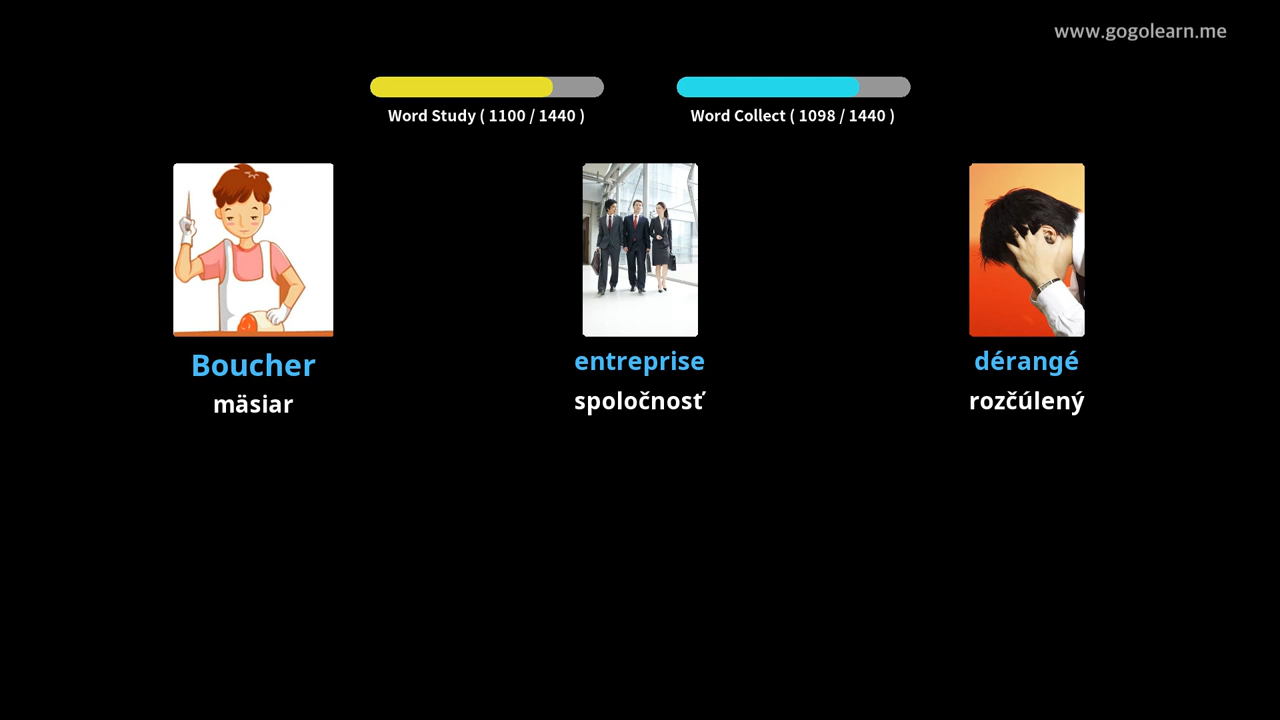 www.gogolearn.me
Word Study ( 1100 / 1440 )
Word Collect ( 1098 / 1440 )
Boucher
mäsiar
entreprise
spoločnosť
dérangé
rozčúlený